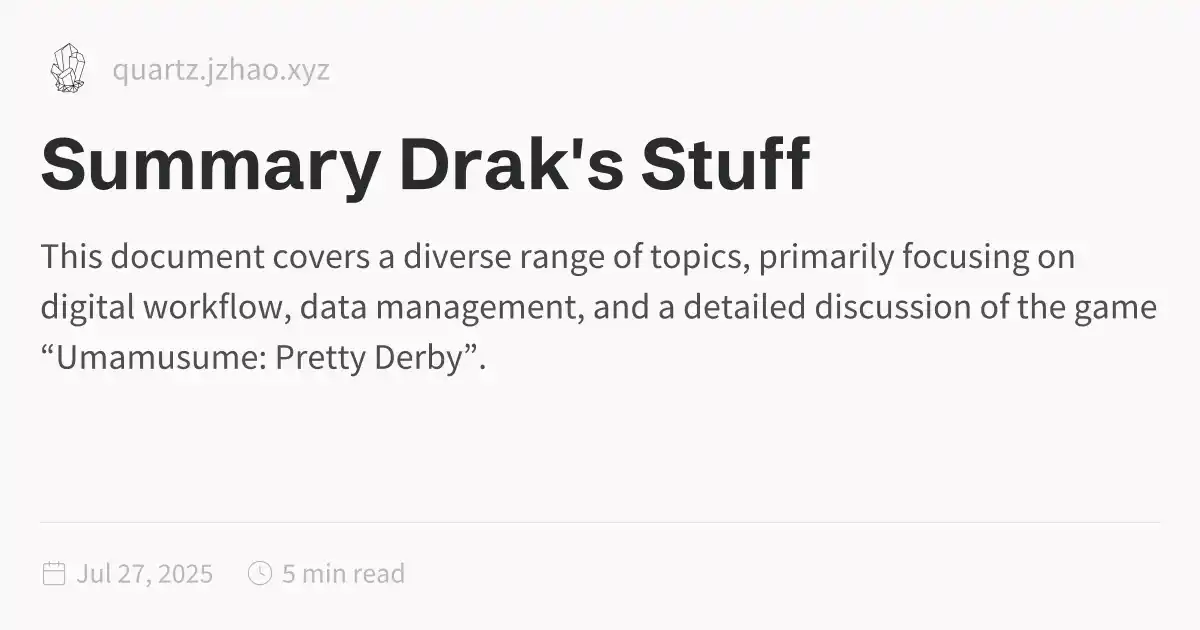 quartz.jzhao.xyz
Summary Drak's Stuff
This document covers a diverse range of topics, primarily focusing on
digital workflow, data management, and a detailed discussion of the game
“Umamusume: Pretty Derby”.
Jul 27, 2025 5 min read